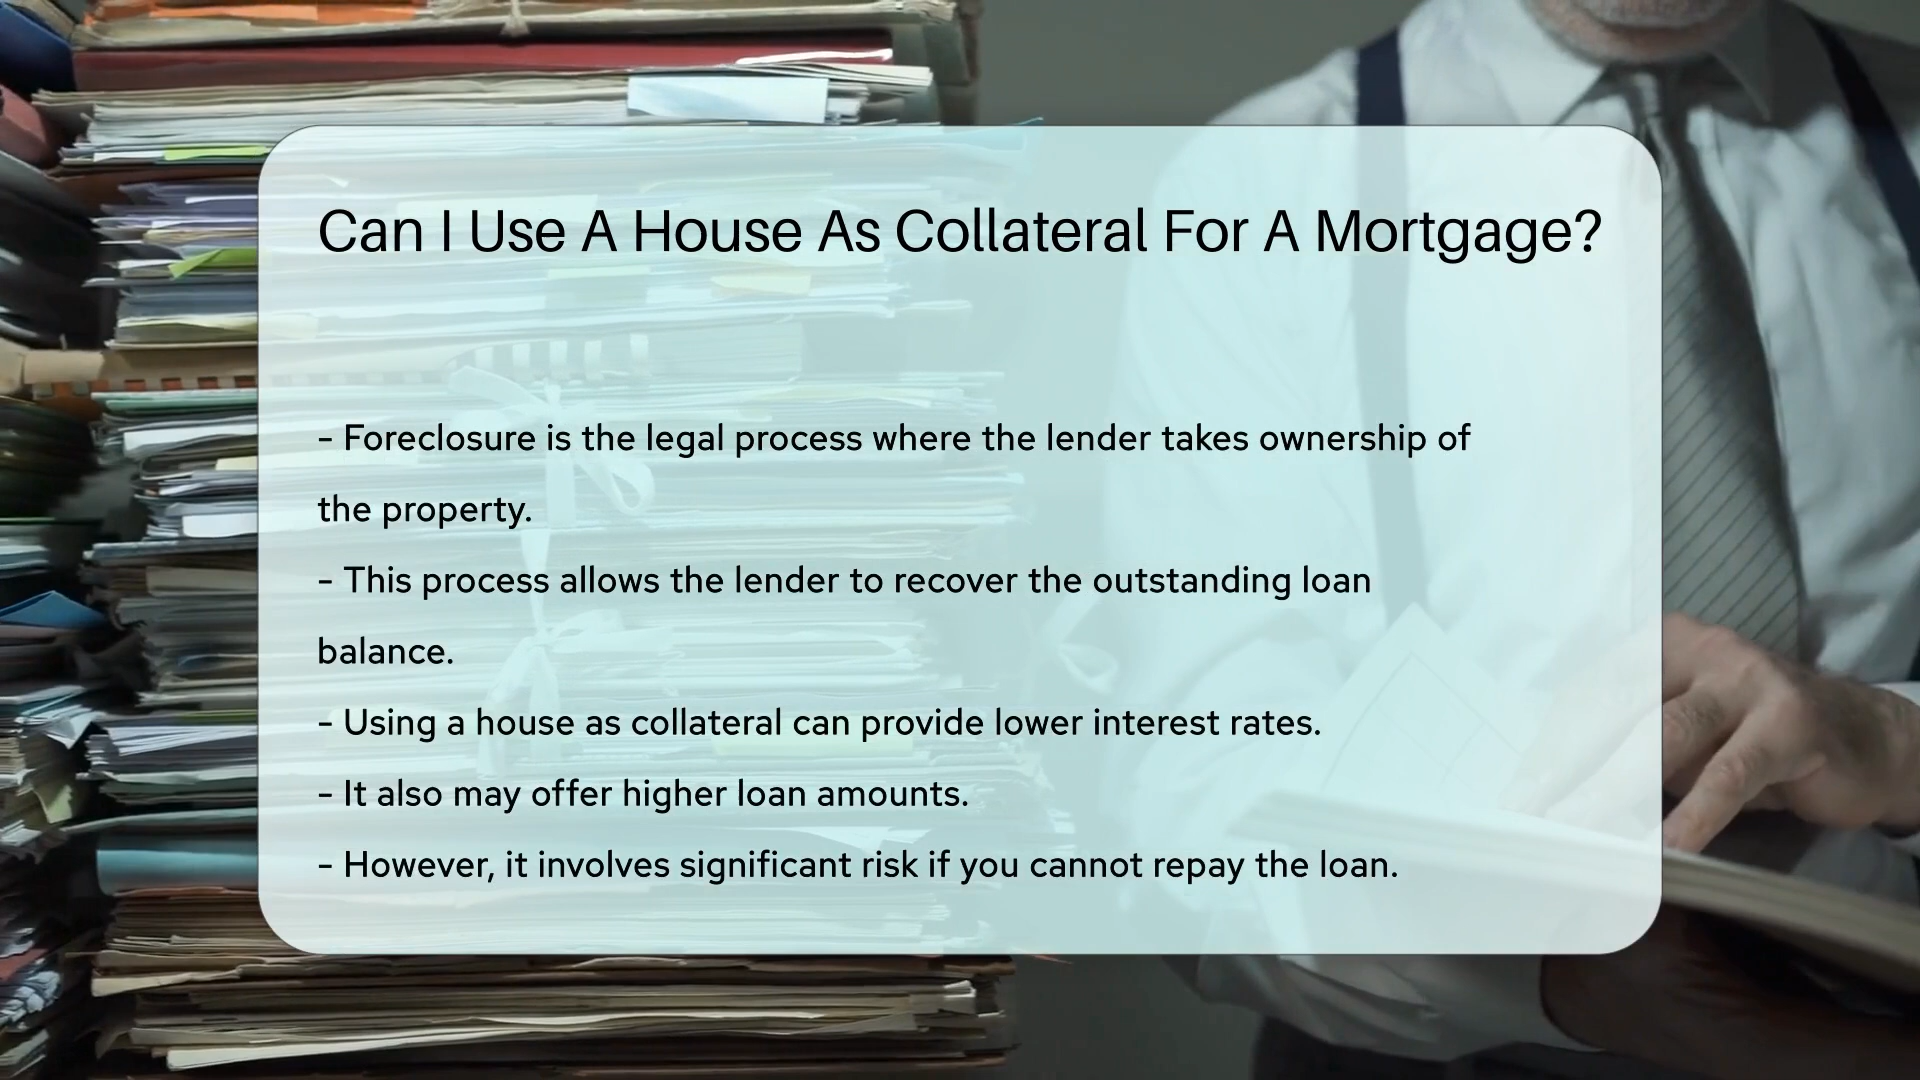 Can I Use A House As Collateral For A Mortgage?
- Foreclosure is the legal process where the lender takes ownership of
the property.
- This process allows the lender to recover the outstanding loan
balance.
- Using a house as collateral can provide lower interest rates.
- It also may offer higher loan amounts.
- However, it involves significant risk if you cannot repay the loan.